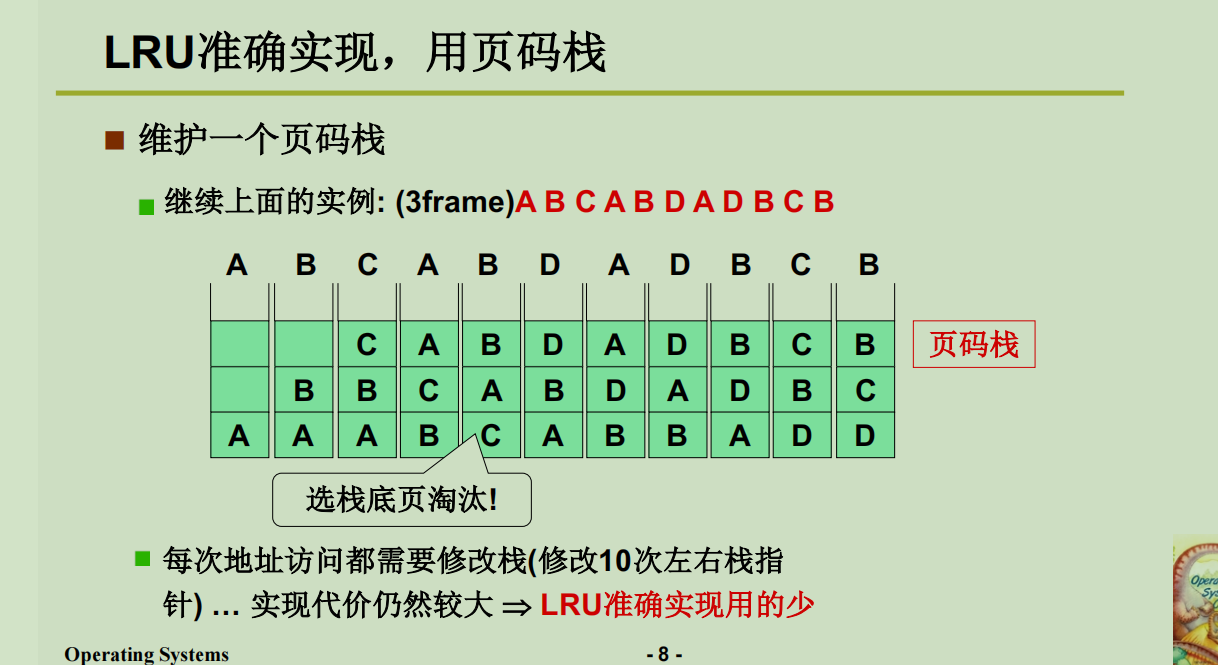 LRU准确实现，用页码栈
维护一个页码栈
继续上面的实例: (3frame)A B C A B D A D B C B
A B C A B D A D B C B
C A B D A D B C B
B B C A B D A D B C
A A A B C A B B A D D
页码栈
选栈底页淘汰!
每次地址访问都需要修改栈(修改10次左右栈指
针) … 实现代价仍然较大 ⇒ LRU准确实现用的少
Operating Systems
- 8 -